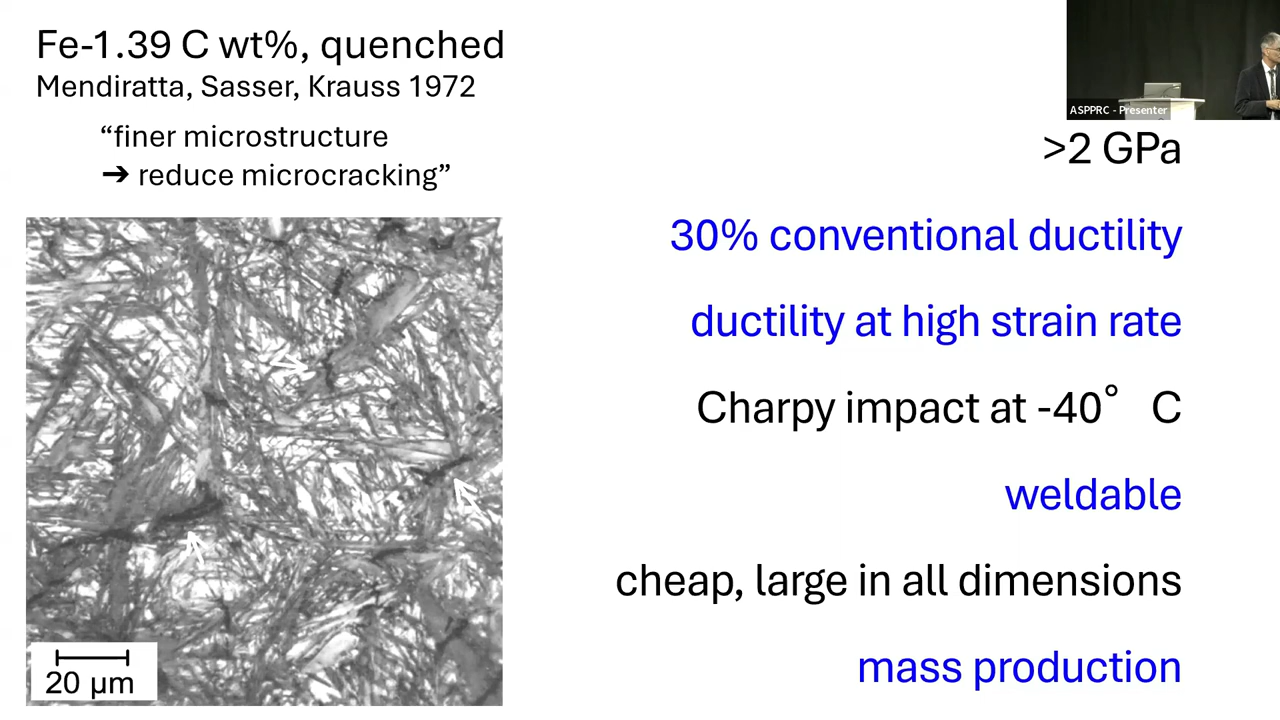 Fe-1.39 C wt%, quenched
Mendiratta, Sasser, Krauss 1972
“finer microstructure
➔ reduce microcracking”
20 µm
ASPPRC - Presenter
>2 GPa
30% conventional ductility
ductility at high strain rate
Charpy impact at -40° C
weldable
cheap, large in all dimensions
mass production